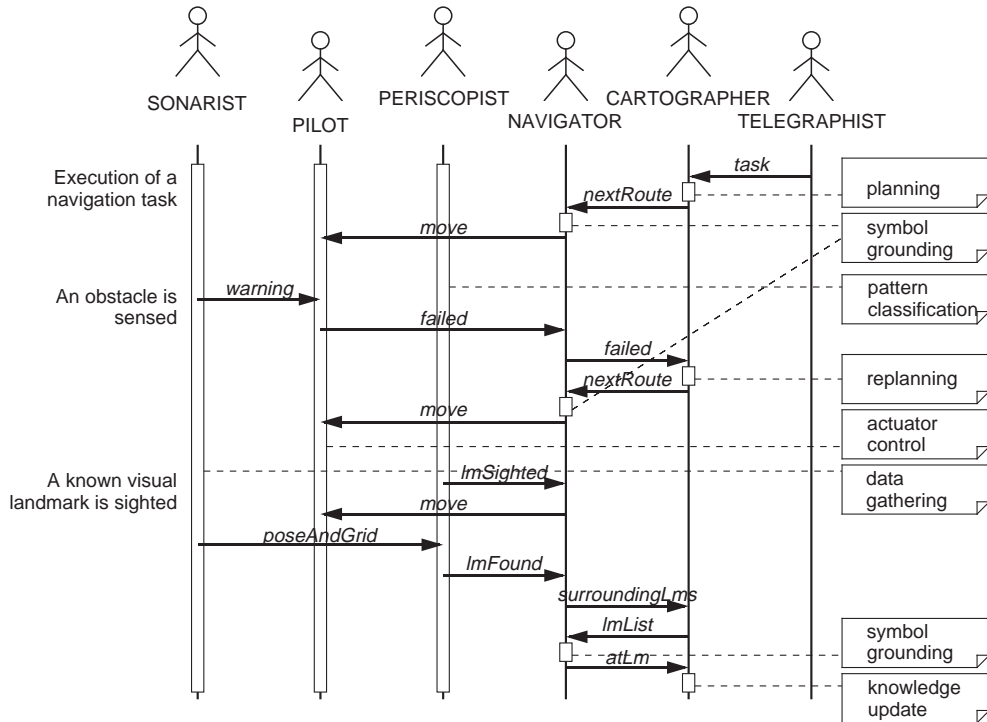 SONARIST
PILOT
PERISCOPIST
NAVIGATOR
CARTOGRAPHER
TELEGRAPHIST
Execution of a
navigation task
task
planning
nextRoute
move
symbol
grounding
An obstacle is
sensed
warning
pattern
classification
failed
failed
nextRoute
replanning
move
actuator
control
A known visual
landmark is sighted
lmSighted
data
gathering
move
poseAndGrid
lmFound
surroundingLms
lmList
symbol
grounding
atLm
knowledge
update